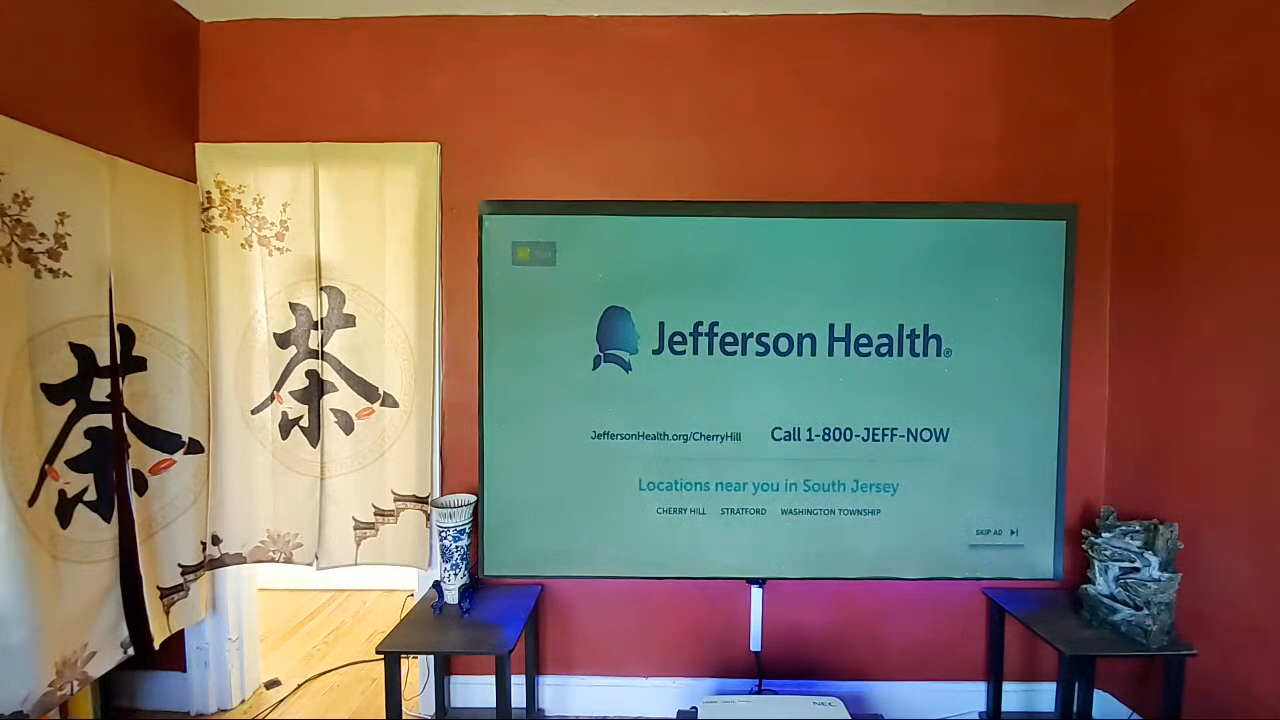 茶
茶
Jefferson Health®
JeffersonHealth.org/CherryHill
Call 1-800-JEFF-NOW
Locations near you in South Jersey
CHERRY HILL STRATFORD WASHINGTON TOWNSHIP
SKIP AD
NEC